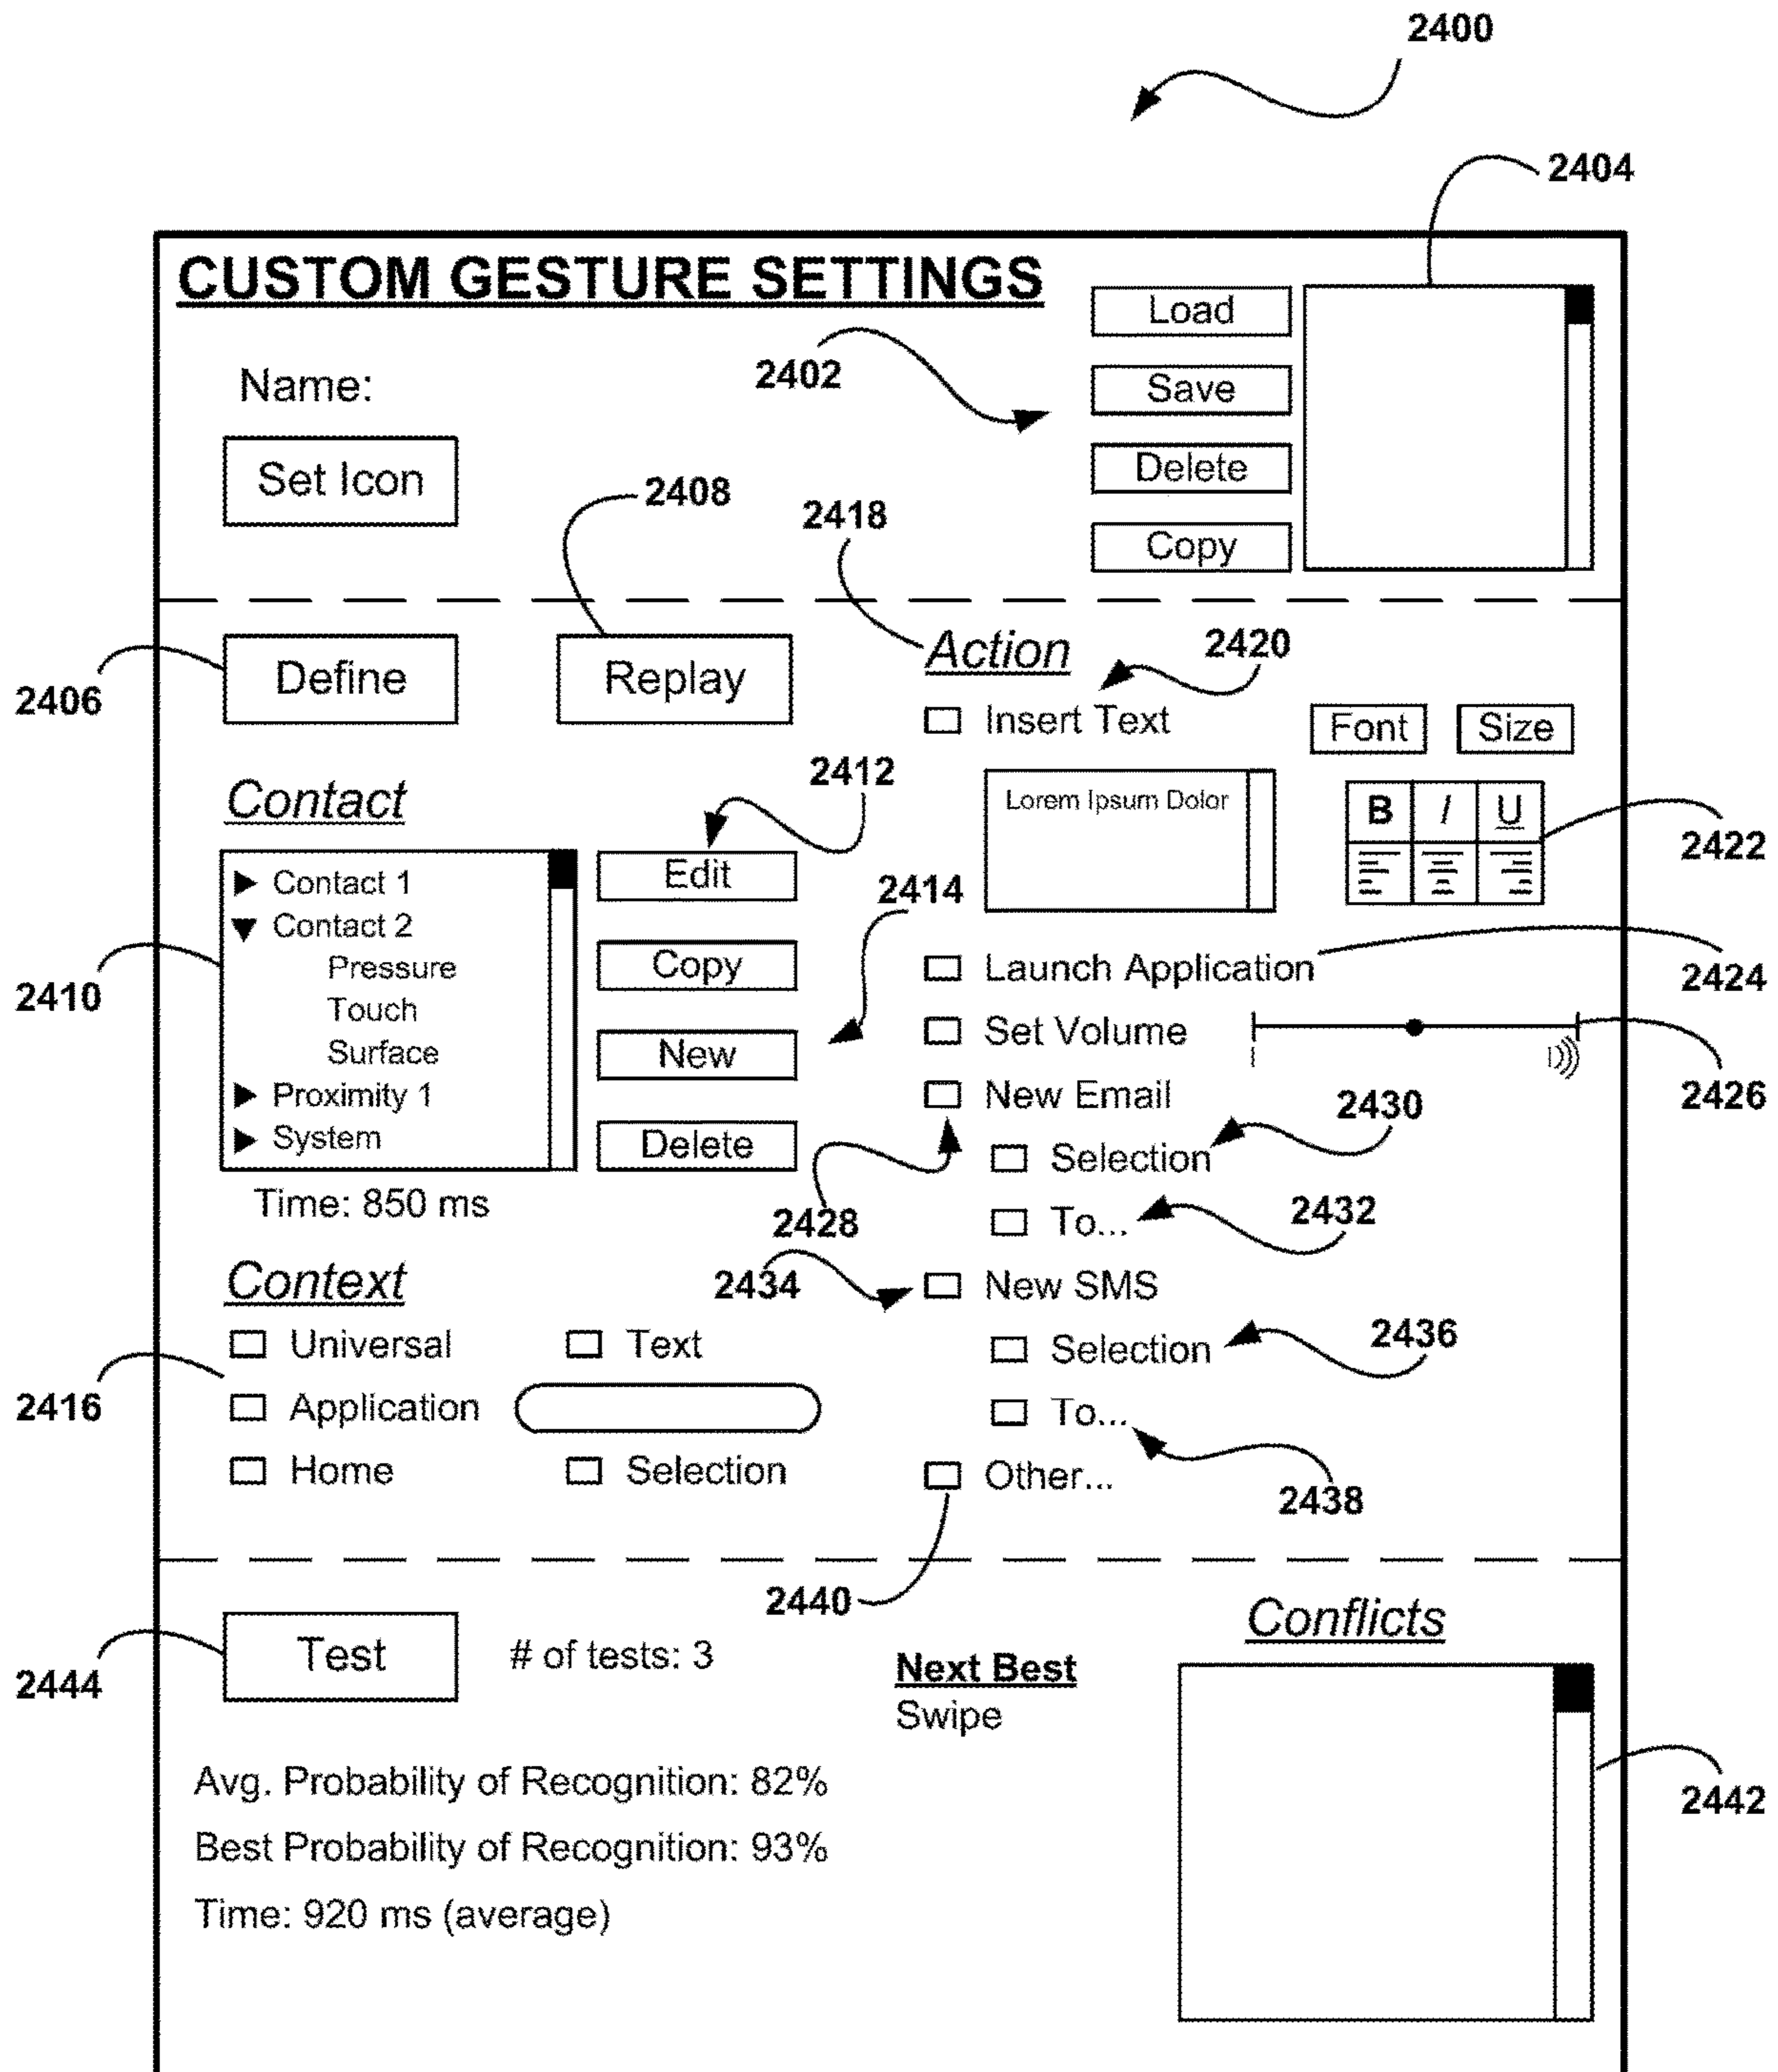 2400
2404
CUSTOM GESTURE SETTINGS
Load
2402
Name:
Save
Set Icon
Delete
2408
2418
Copy
2406
Define
Replay
Action
2420
Insert Text
Font
Size
2412
Contact
Lorem Ipsum Dolor
B I U
2422
Edit
2414
Contact 1
Contact 2
Pressure
Touch
Surface
Proximity 1
System
2410
Copy
New
Delete
Launch Application
2424
Set Volume
2426
New Email
2430
Selection
2428
To...
2432
Time: 850 ms
2434
New SMS
Context
Selection
2436
Universal
Text
2416
Application
To...
2438
Home
Selection
Other...
2440
Conflicts
2444
Test
# of tests: 3
Next Best
Swipe
Avg. Probability of Recognition: 82%
2442
Best Probability of Recognition: 93%
Time: 920 ms (average)